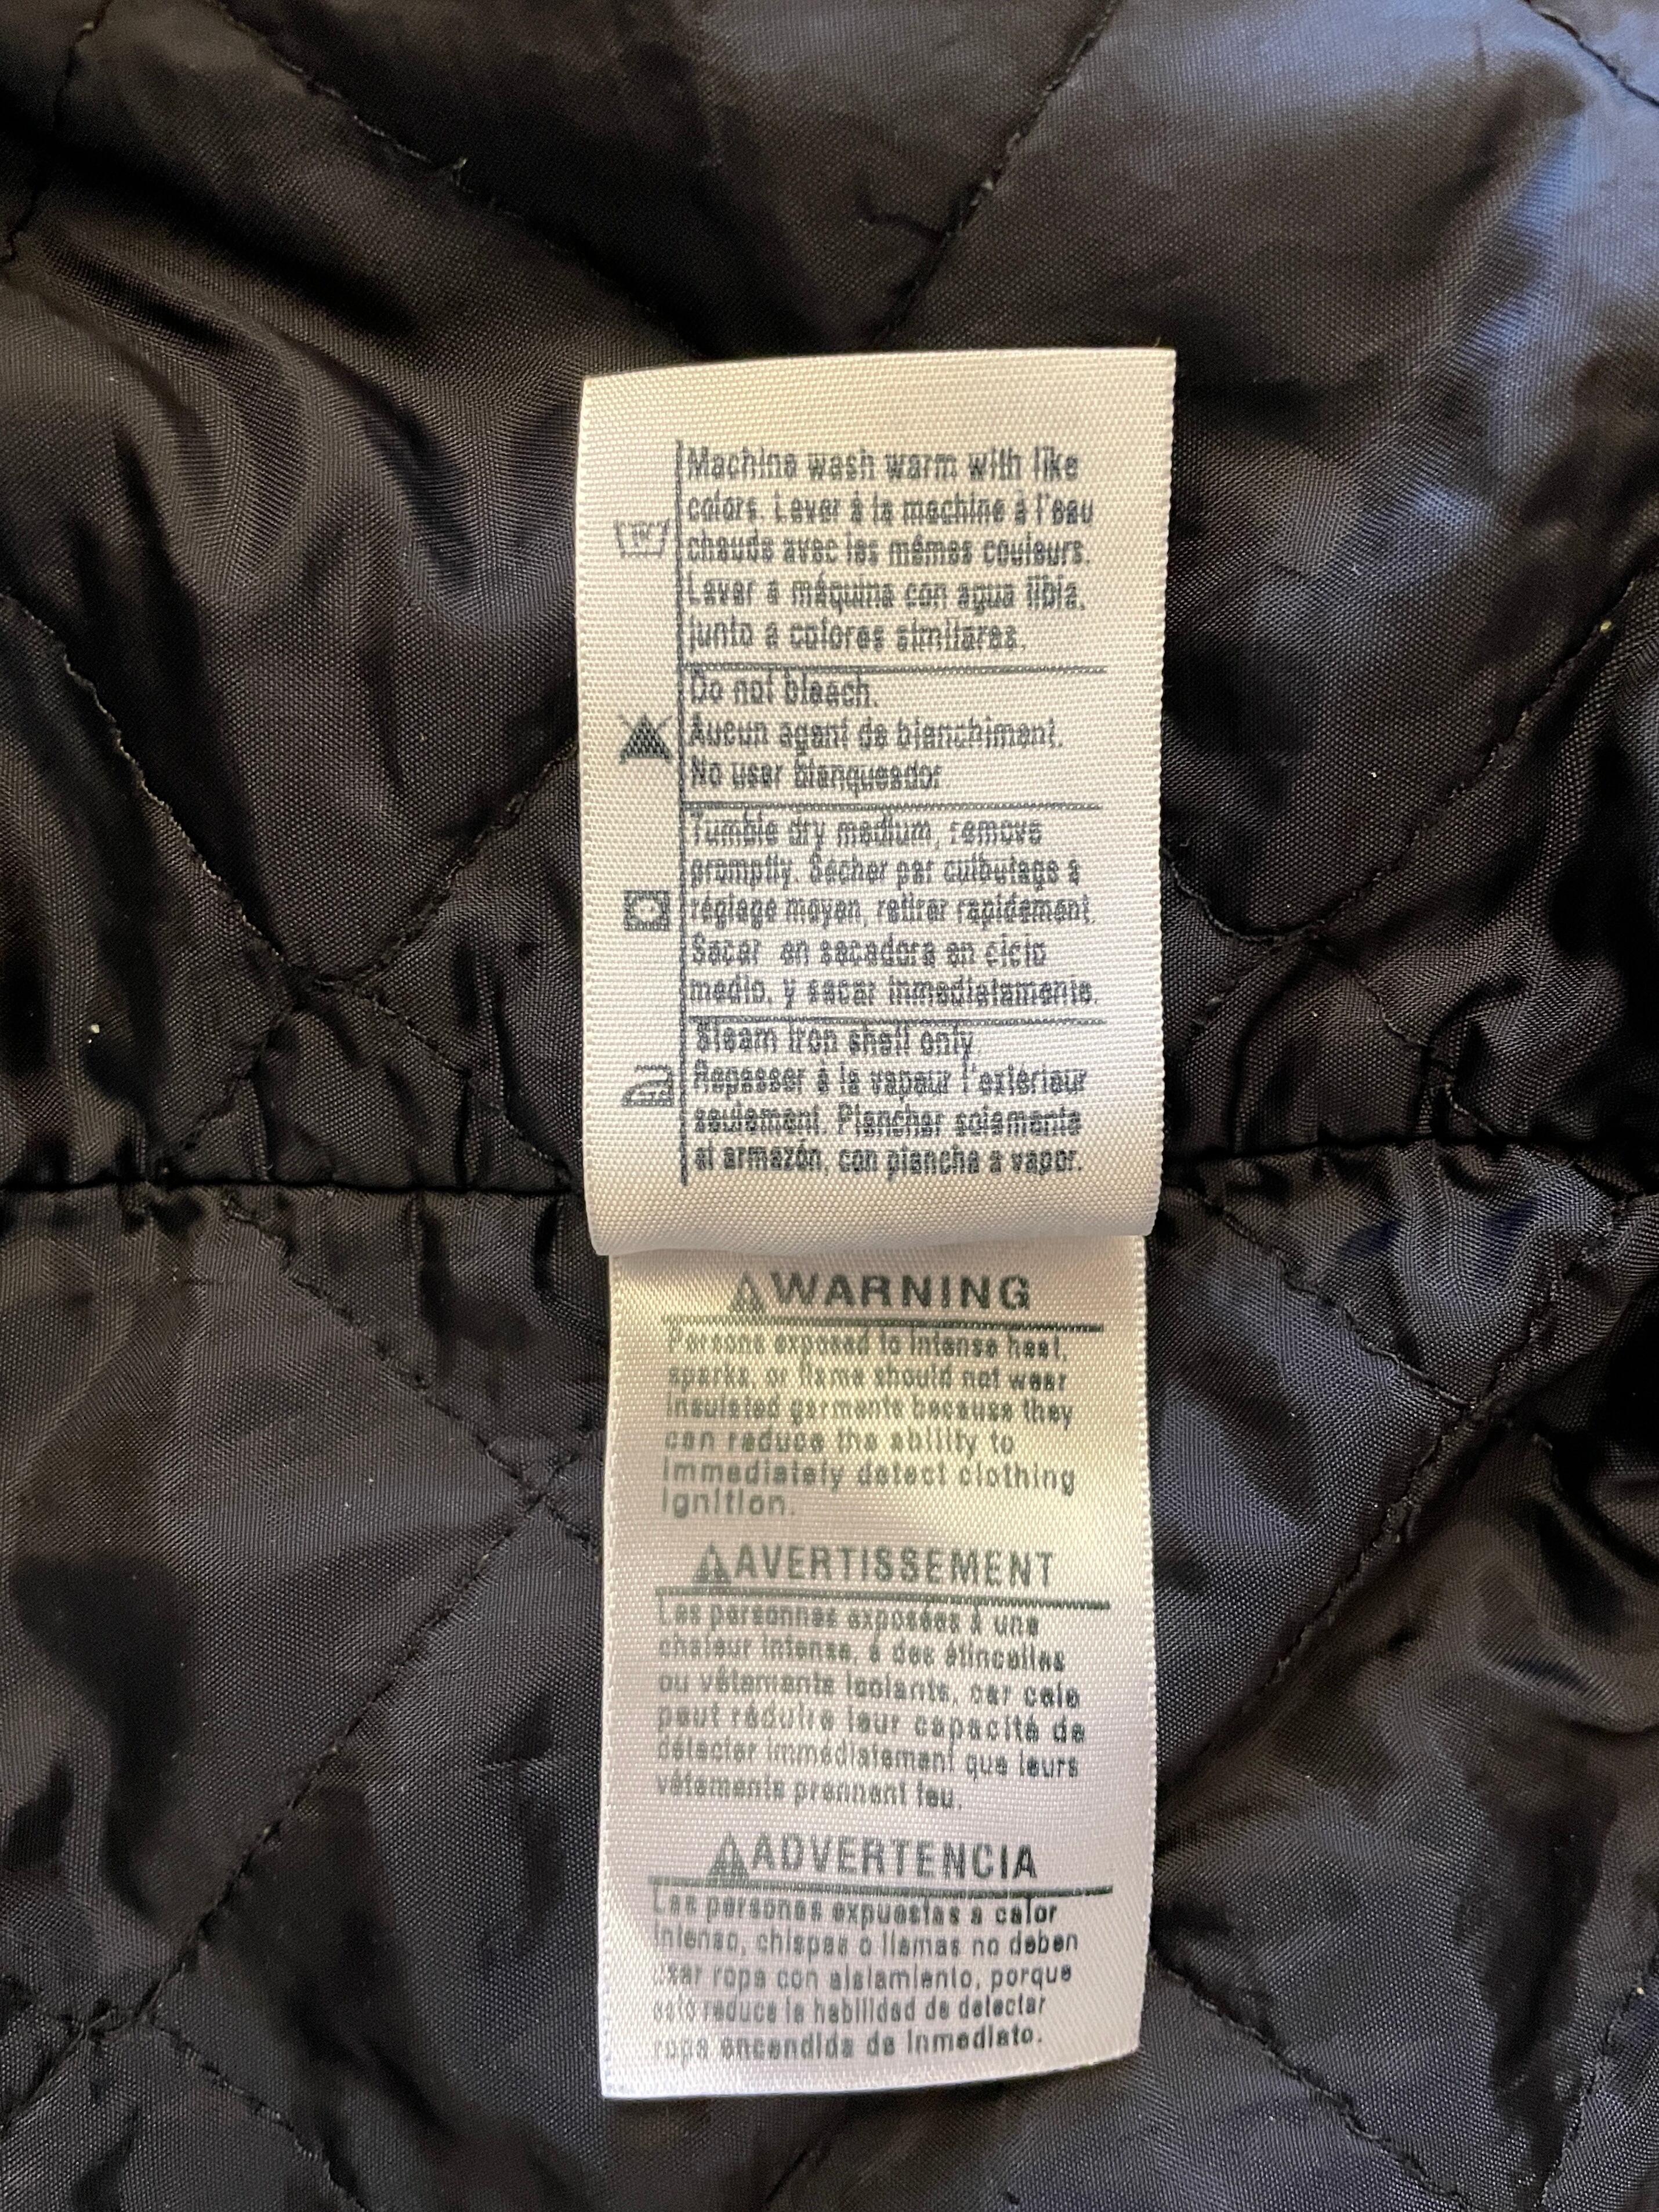 Machine wash warm with like
colors. Laver à la machine à l'eau
chaude avec les mêmes couleurs.
Lavar a máquina con agua tibia,
junto a colores similares.
Do not bleach.
Aucun agent de blanchiment.
No usar blanqueador
Tumble dry medium, remove
promptly. Sécher par culbutage à
réglage moyen, retirer rapidement.
Sacar en secadora en ciclo
medio, y sacar inmediatamente.
Steam iron shell only
Repasser à la vapeur l'extérieur
seulement. Planchar solamente
al armazón, con plancha a vapor.
WARNING
Persons exposed to intense heat,
sparks, or flame should not wear
insulated garments because they
can reduce the ability to
immediately detect clothing
ignition.
AVERTISSEMENT
Les personnes exposées à une
chaleur intense, à des étincelles
ou vêtements isolants, car cela
peut réduire leur capacité de
détecter immédiatement que leurs
vêtements prennent feu.
ADVERTENCIA
Las personas expuestas a calor
intenso, chispas o llamas no deben
usar ropa con aislamiento, porque
esto reduce la habilidad de detectar
ropa encendida de inmediato.